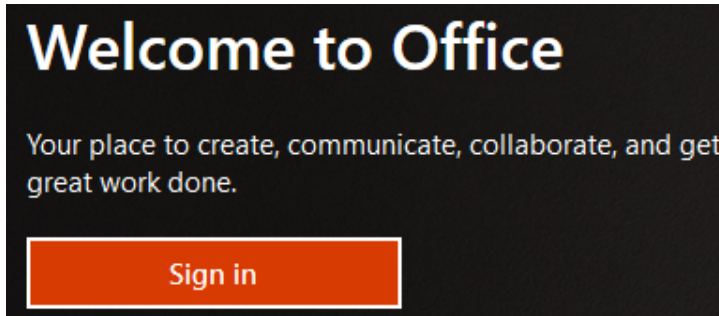 Welcome to Office
Your place to create, communicate, collaborate, and get
great work done.
Sign in